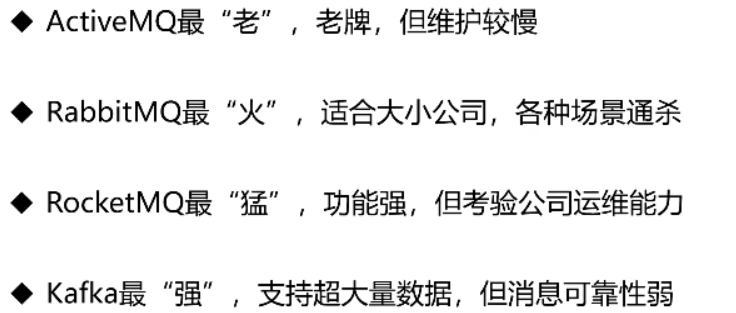 ◆ ActiveMQ最“老”，老牌，但维护较慢
◆ RabbitMQ最“火”，适合大小公司，各种场景通杀
◆ RocketMQ最“猛”，功能强，但考验公司运维能力
◆ Kafka最“强”，支持超大量数据，但消息可靠性弱